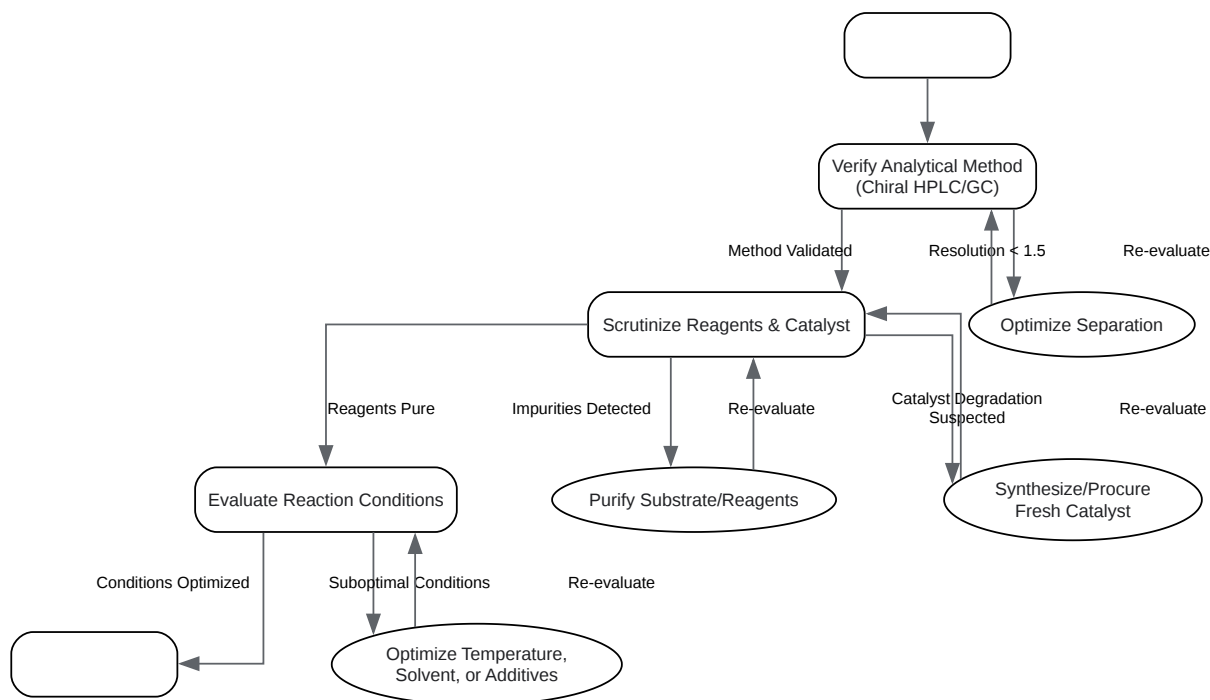 Verify Analytical Method
(Chiral HPLC/GC)
Method Validated
Resolution < 1.5
Re-evaluate
Scrutinize Reagents & Catalyst
Optimize Separation
Reagents Pure
Impurities Detected
Re-evaluate
Catalyst Degradation
Suspected
Re-evaluate
Evaluate Reaction Conditions
Purify Substrate/Reagents
Synthesize/Procure
Fresh Catalyst
Conditions Optimized
Suboptimal Conditions
Re-evaluate
Optimize Temperature,
Solvent, or Additives